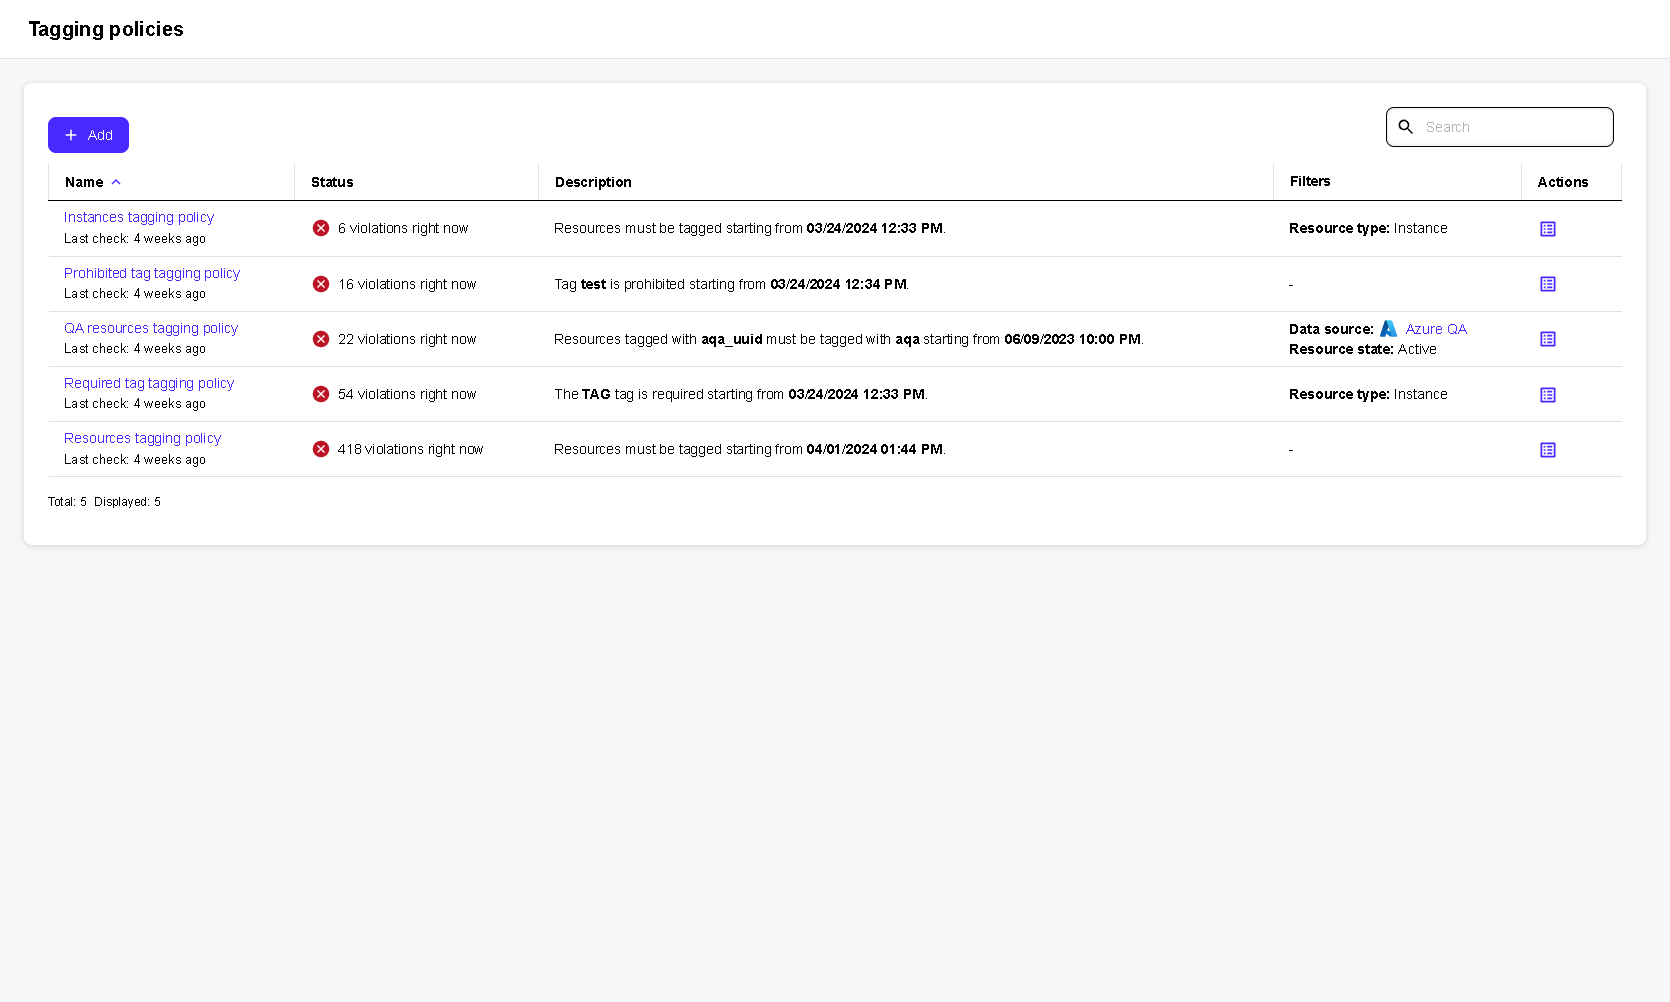 Tagging policies
Add
Search
Name
Status
Description
Filters
Actions
Instances tagging policy
Last check: 4 weeks ago
6 violations right now
Resources must be tagged starting from 03/24/2024 12:33 PM.
Resource type: Instance
Prohibited tag tagging policy
Last check: 4 weeks ago
16 violations right now
Tag test is prohibited starting from 03/24/2024 12:34 PM.
-
QA resources tagging policy
Last check: 4 weeks ago
22 violations right now
Resources tagged with aqa_uuid must be tagged with aqa starting from 06/09/2023 10:00 PM.
Data source: Azure QA
Resource state: Active
Required tag tagging policy
Last check: 4 weeks ago
54 violations right now
The TAG tag is required starting from 03/24/2024 12:33 PM.
Resource type: Instance
Resources tagging policy
Last check: 4 weeks ago
418 violations right now
Resources must be tagged starting from 04/01/2024 01:44 PM.
-
Total: 5 Displayed: 5